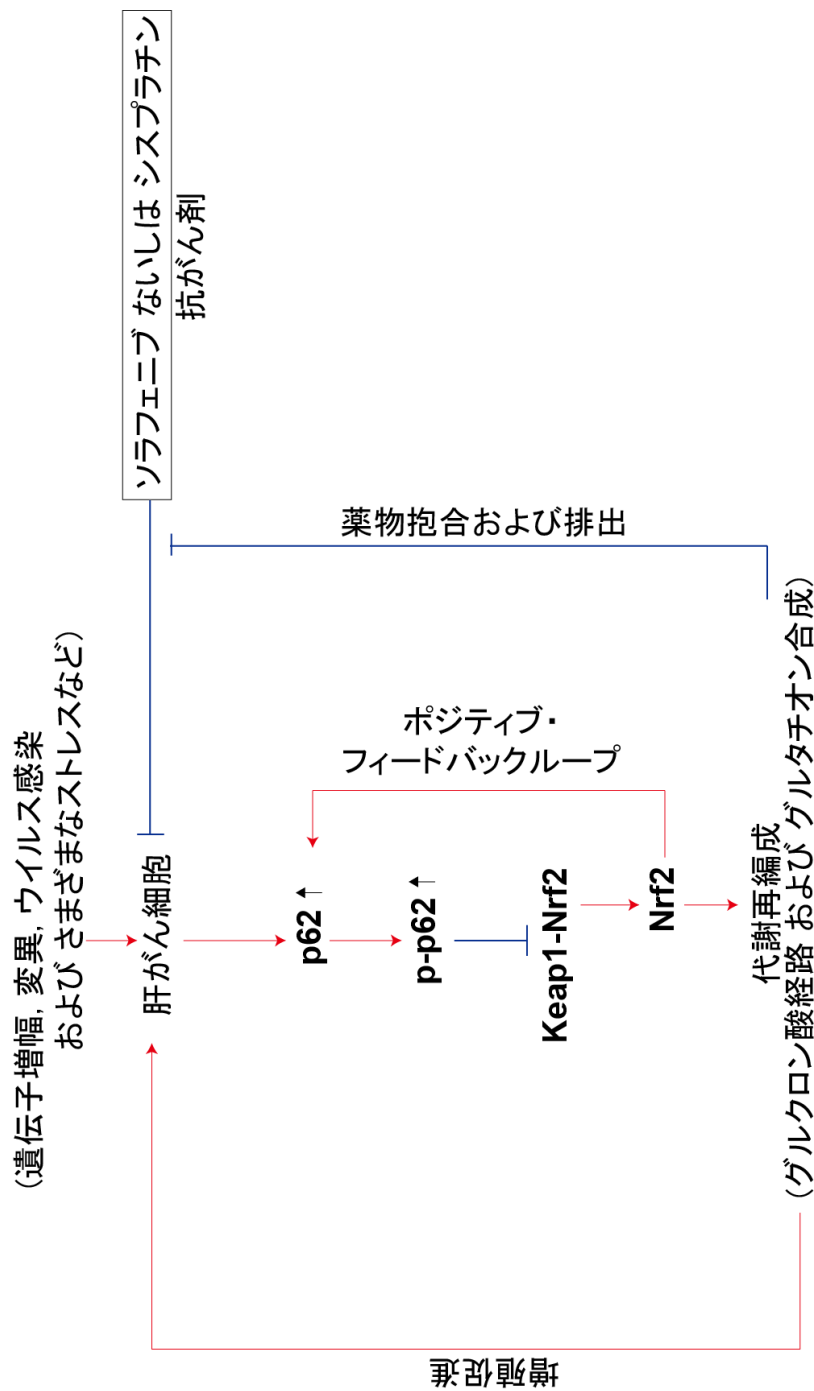 (遺伝子増幅, 変異, ウイルス感染
および さまざまなストレスなど)
肝がん細胞
ソラフェニブ ないしは シスプラチン
抗がん剤
p62↑
p-p62↑
Keap1-Nrf2
Nrf2
ポジティブ・
フィードバックループ
薬物抱合および排出
代謝再編成
(グルクロン酸経路 および グルタチオン合成)
増殖促進